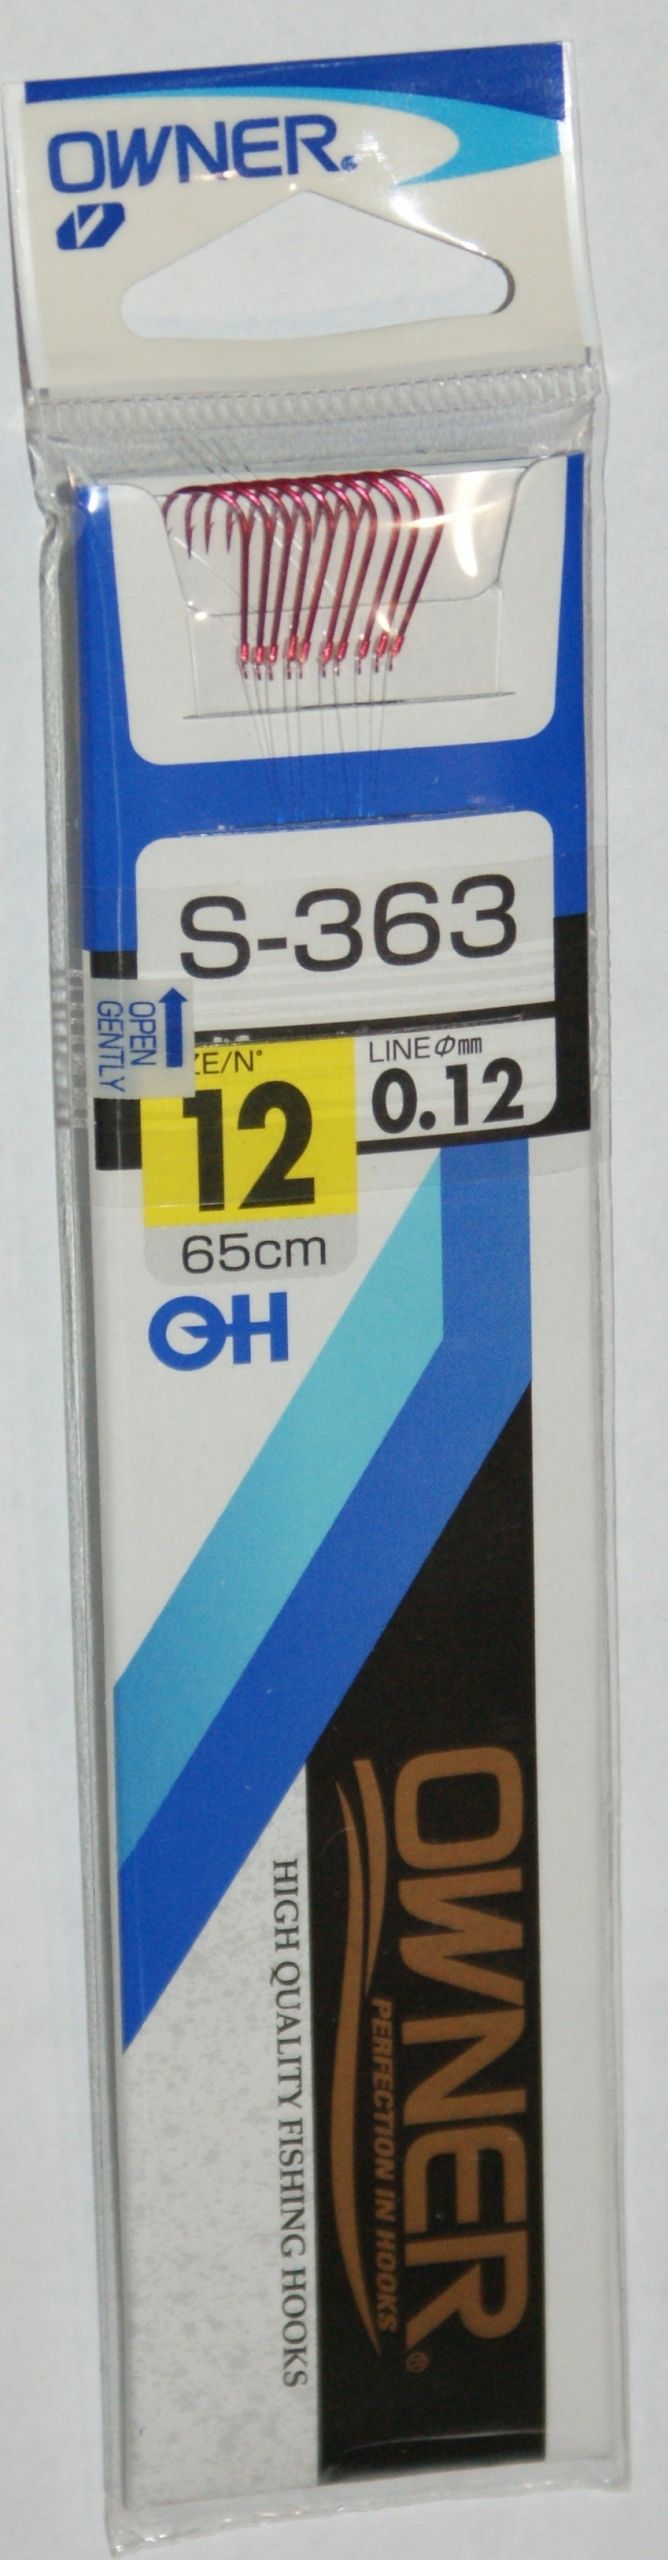 OWNER
S-363
OPEN
GENTLY
ZE/N°
12
65cm
LINE Φ mm
0.12
OH
OWNER®
PERFECTION IN HOOKS
HIGH QUALITY FISHING HOOKS